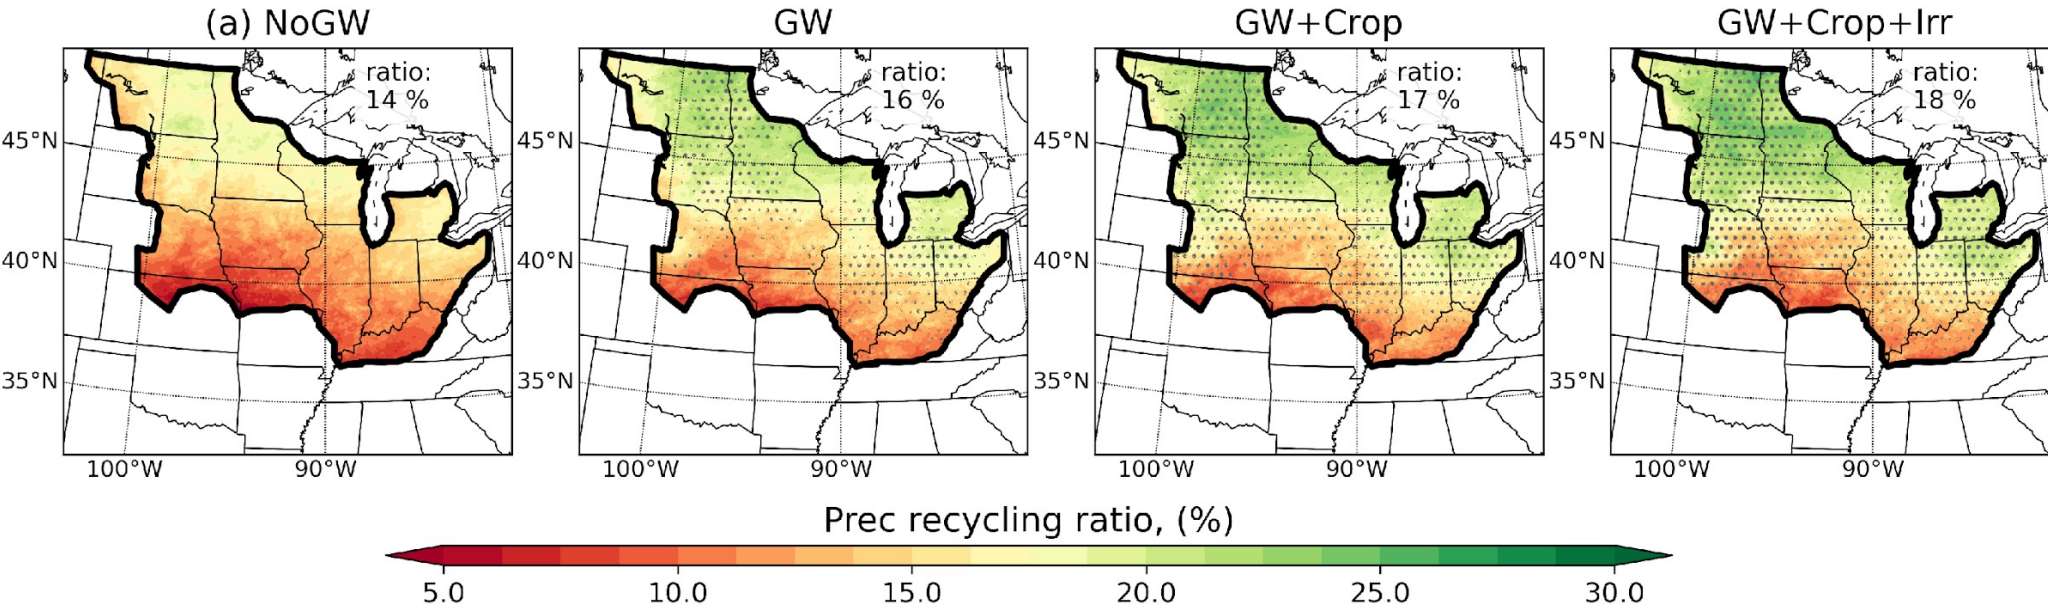 (a) NoGW
GW
GW+Crop
GW+Crop+Irr
ratio:
14 %
ratio:
16 %
ratio:
17 %
ratio:
18 %
45°N
45°N
45°N
45°N
40°N
40°N
40°N
40°N
35°N
35°N
35°N
35°N
100°W 90°W
100°W 90°W
100°W 90°W
100°W 90°W
Prec recycling ratio, (%)
5.0 10.0 15.0 20.0 25.0 30.0